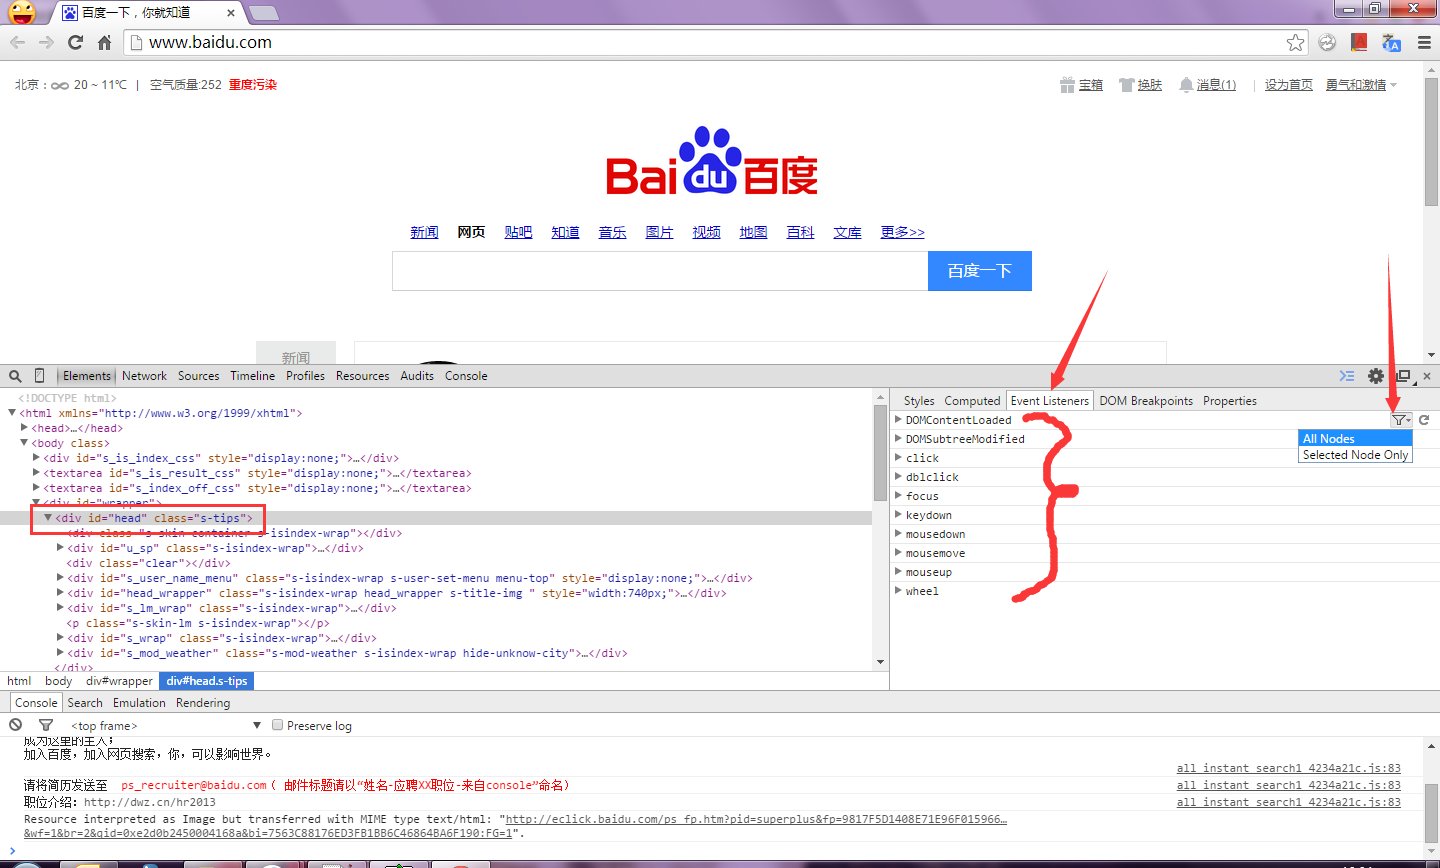 百度一下，你就知道
www.baidu.com
北京： 20 ~ 11℃ | 空气质量:252 重度污染
宝箱 换肤 消息(1) | 设为首页 勇气和激情
Bai du 百度
新闻 网页 贴吧 知道 音乐 图片 视频 地图 百科 文库 更多>>
百度一下
新闻
Elements Network Sources Timeline Profiles Resources Audits Console
<!DOCTYPE html>
<html xmlns="http://www.w3.org/1999/xhtml">
<head>…</head>
<body class>
<div id="s_is_index_css" style="display:none;">…</div>
<textarea id="s_is_result_css" style="display:none;">…</textarea>
<textarea id="s_index_off_css" style="display:none;">…</textarea>
<div id="wrapper">
<div id="head" class="s-tips">
<div class="s-skin-container s-isindex-wrap"></div>
<div id="u_sp" class="s-isindex-wrap">…</div>
<div class="clear"></div>
<div id="s_user_name_menu" class="s-isindex-wrap s-user-set-menu menu-top" style="display:none;">…</div>
<div id="head_wrapper" class="s-isindex-wrap head_wrapper s-title-img " style="width:740px;">…</div>
<div id="s_lm_wrap" class="s-isindex-wrap">…</div>
<p class="s-skin-lm s-isindex-wrap"></p>
<div id="s_wrap" class="s-isindex-wrap">…</div>
<div id="s_mod_weather" class="s-mod-weather s-isindex-wrap hide-unknow-city">…</div>
</div>
html body div#wrapper div#head.s-tips
Styles Computed Event Listeners DOM Breakpoints Properties
DOMContentLoaded
DOMSubtreeModified
click
dblclick
focus
keydown
mousedown
mousemove
mouseup
wheel
All Nodes
Selected Node Only
Console Search Emulation Rendering
<top frame> Preserve log
成为这里的主人；
加入百度，加入网页搜索，你，可以影响世界。
all_instant_search1_4234a21c.js:83
请将简历发送至 ps_recruiter@baidu.com（ 邮件标题请以“姓名-应聘XX职位-来自console”命名） all_instant_search1_4234a21c.js:83
职位介绍：http://dwz.cn/hr2013 all_instant_search1_4234a21c.js:83
Resource interpreted as Image but transferred with MIME type text/html: "http://eclick.baidu.com/ps_fp.htm?pid=superplus&fp=9817F5D1408E71E96F015966…
&wf=1&br=2&qid=0xe2d0b2450004168a&bi=7563C88176ED3FB1BB6C46864BA6F190:FG=1".